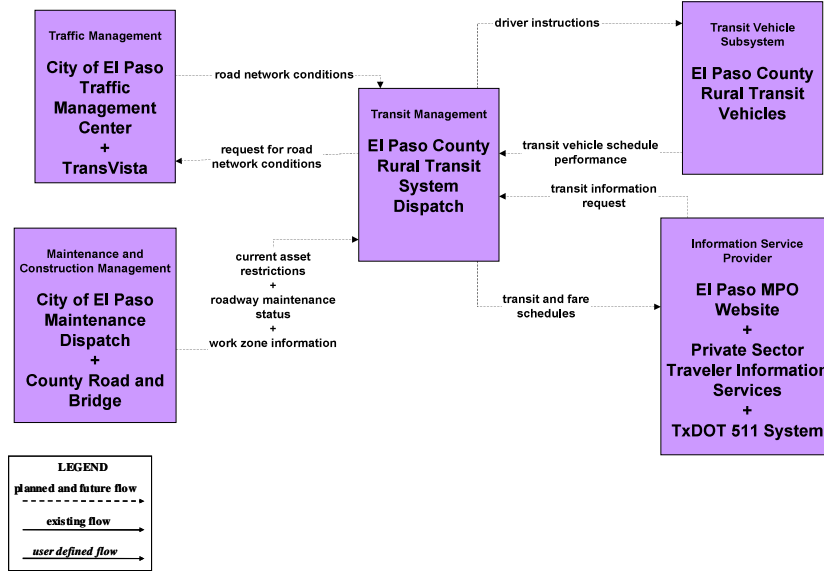 Traffic Management
City of El Paso
Traffic
Management
Center
+
TransVista
road network conditions
request for road
network conditions
Transit Management
El Paso County
Rural Transit
System
Dispatch
driver instructions
Transit Vehicle
Subsystem
El Paso County
Rural Transit
Vehicles
transit vehicle schedule
performance
transit information
request
Maintenance and
Construction Management
City of El Paso
Maintenance
Dispatch
+
County Road and
Bridge
current asset
restrictions
+
roadway maintenance
status
+
work zone information
transit and fare
schedules
Information Service
Provider
El Paso MPO
Website
+
Private Sector
Traveler Information
Services
+
TxDOT 511 System
LEGEND
planned and future flow
existing flow
user defined flow